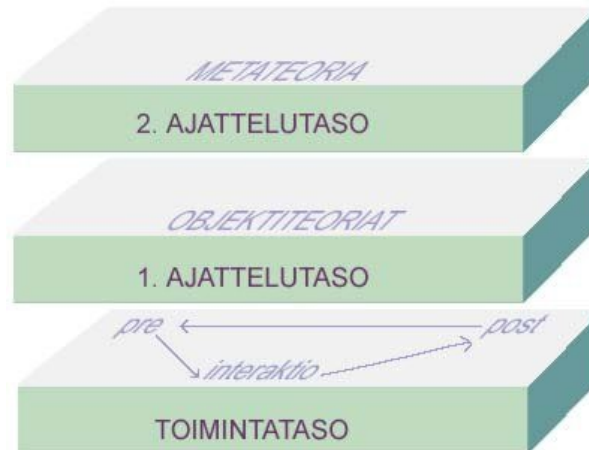 METATEORIA
2. AJATTELUTASO
OBJEKTITEORIAT
1. AJATTELUTASO
pre post
interaktio
TOIMINTATASO